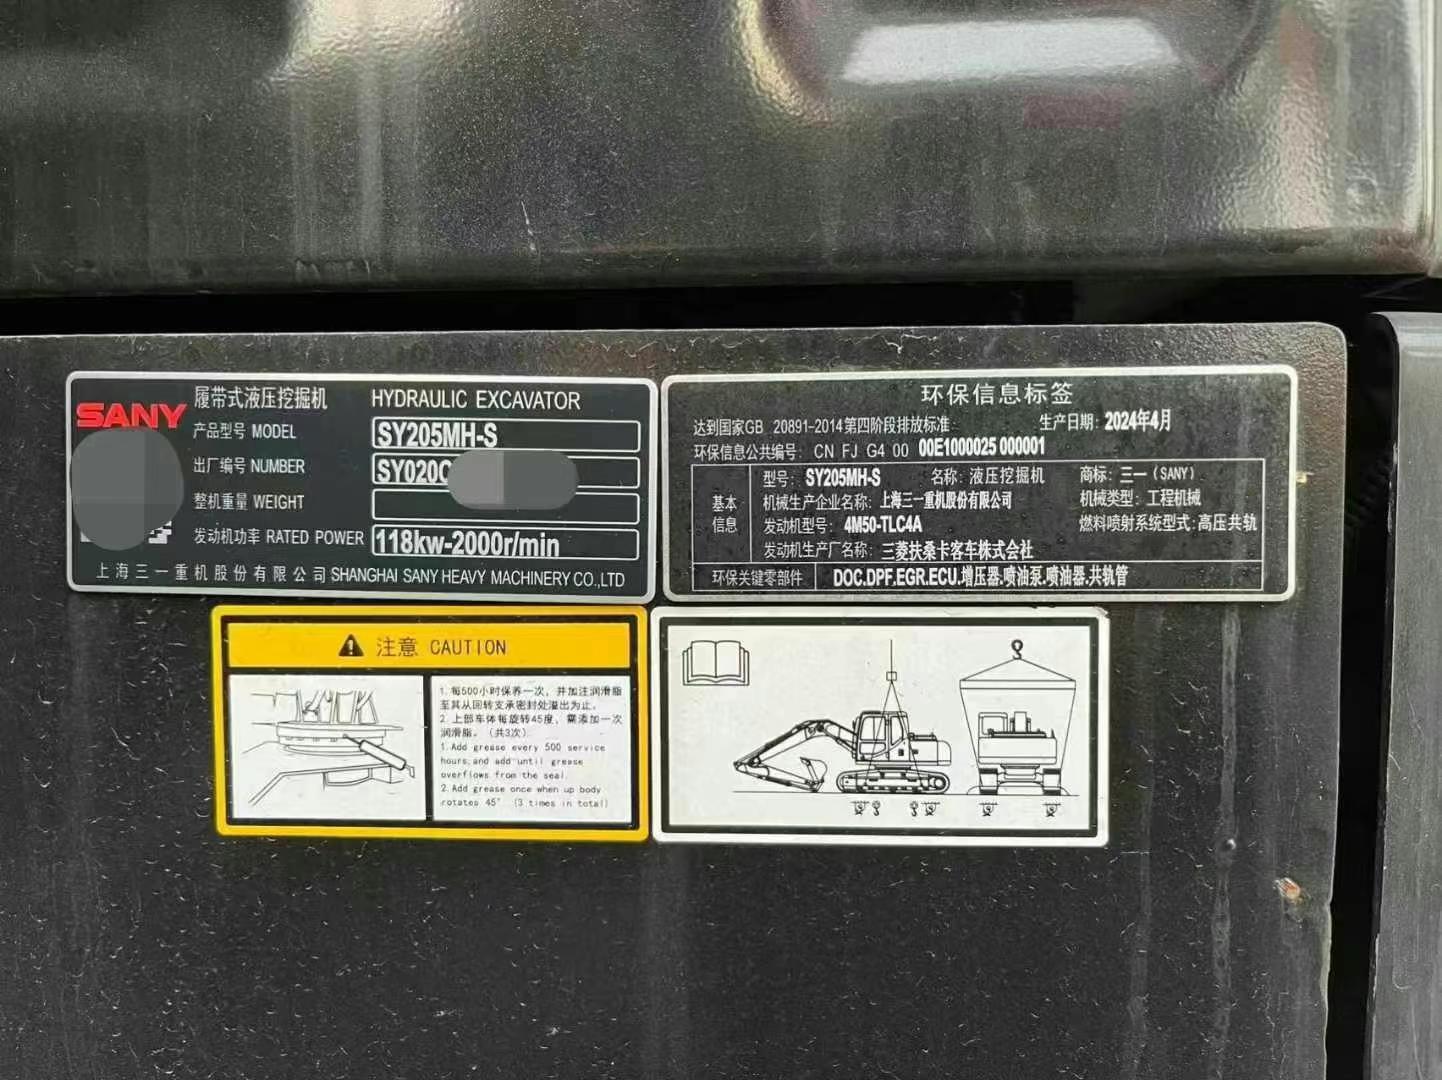 SANY
履带式液压挖掘机 HYDRAULIC EXCAVATOR
产品型号 MODEL SY205MH-S
出厂编号 NUMBER SY020
整机重量 WEIGHT
发动机功率 RATED POWER 118kw-2000r/min
上海三一重机股份有限公司 SHANGHAI SANY HEAVY MACHINERY CO.,LTD
环保信息标签
达到国家GB 20891-2014第四阶段排放标准 生产日期: 2024年4月
环保信息公共编号: CN FJ G4 00 00E1000025 000001
基本信息
型号: SY205MH-S 名称: 液压挖掘机 商标: 三一(SANY)
机械生产企业名称: 上海三一重机股份有限公司 机械类型: 工程机械
发动机型号: 4M50-TLC4A 燃料喷射系统型式: 高压共轨
发动机生产厂名称: 三菱扶桑卡客车株式会社
环保关键零部件 DOC.DPF.EGR.ECU.增压器.喷油泵.喷油器.共轨管
注意 CAUTION
1.每500小时保养一次，并加注润滑脂
至其从回转支承密封处溢出为止。
2.上部车体每旋转45度，需添加一次
润滑脂。(共3次)
1.Add grease every 500 service
hours,and add until grease
overflows from the seal.
2.Add grease once when up body
rotates 45° (3 times in total)